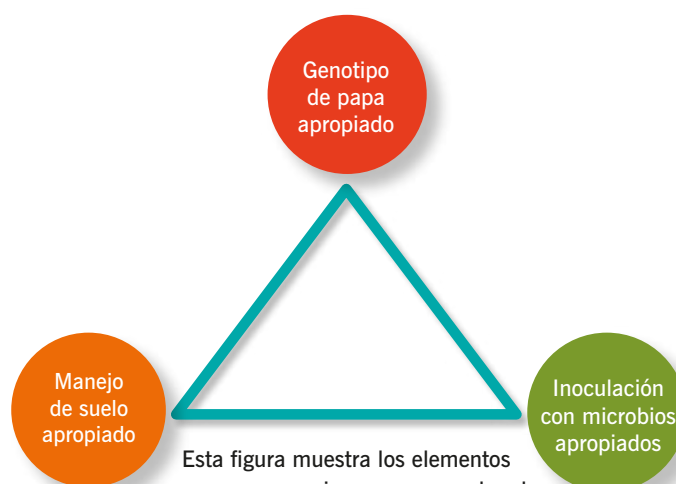 Genotipo
de papa
apropiado
Manejo
de suelo
apropiado
Inoculación
con microbios
apropiados
Esta figura muestra los elementos